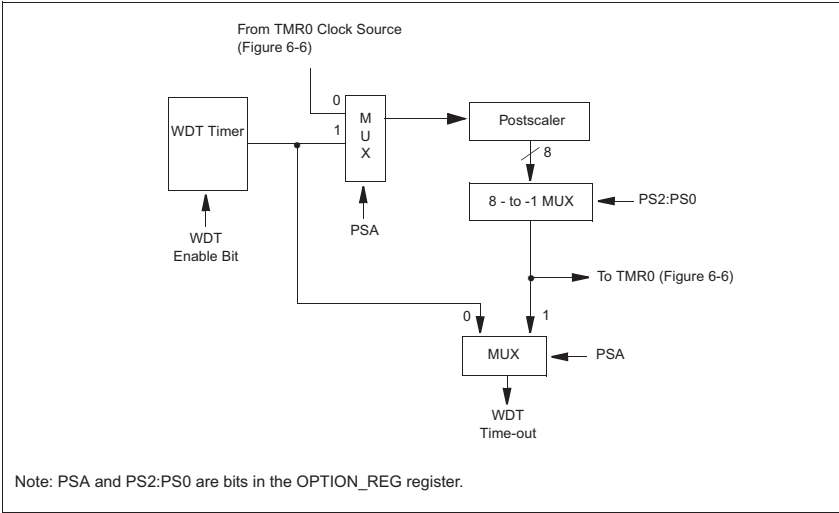 From TMR0 Clock Source
(Figure 6-6)
0
1
M
U
X
WDT Timer
Postscaler
8
8 - to -1 MUX
PS2:PS0
PSA
WDT
Enable Bit
To TMR0 (Figure 6-6)
0
1
MUX
PSA
WDT
Time-out
Note: PSA and PS2:PS0 are bits in the OPTION_REG register.